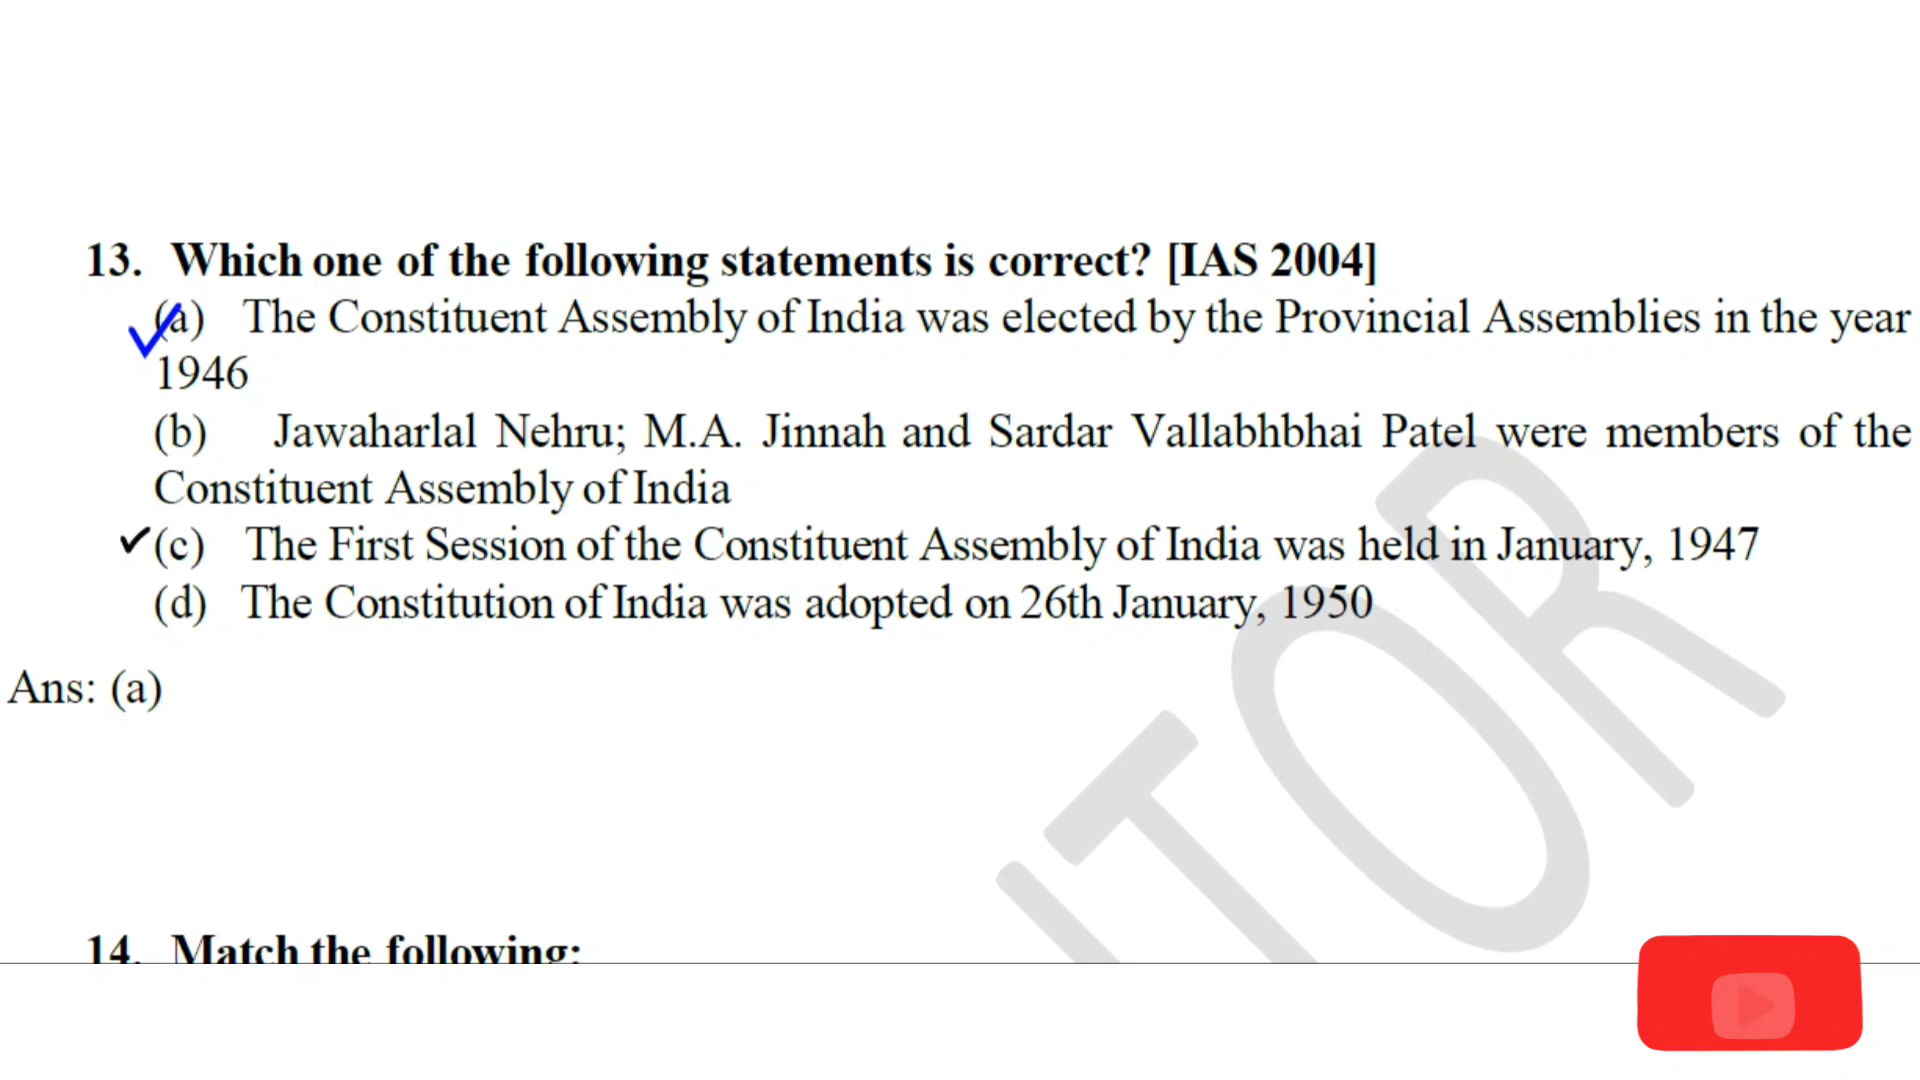 13. Which one of the following statements is correct? [IAS 2004]
(a) The Constituent Assembly of India was elected by the Provincial Assemblies in the year
1946
(b) Jawaharlal Nehru; M.A. Jinnah and Sardar Vallabhbhai Patel were members of the
Constituent Assembly of India
✓(c) The First Session of the Constituent Assembly of India was held in January, 1947
(d) The Constitution of India was adopted on 26th January, 1950
Ans: (a)
14. Match the following: